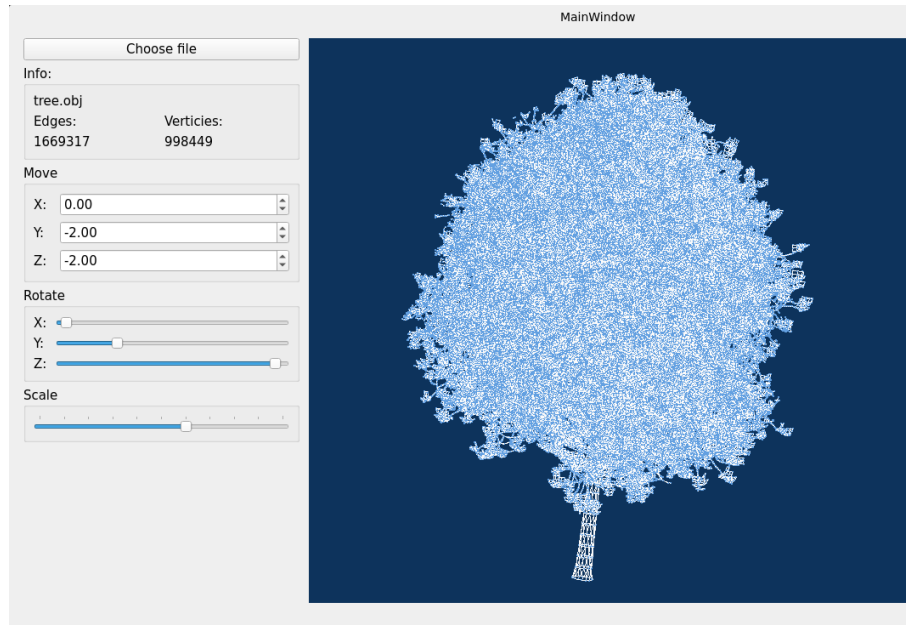 MainWindow
Choose file
Info:
tree.obj
Edges: Verticies:
1669317 998449
Move
X: 0.00
Y: -2.00
Z: -2.00
Rotate
X:
Y:
Z:
Scale